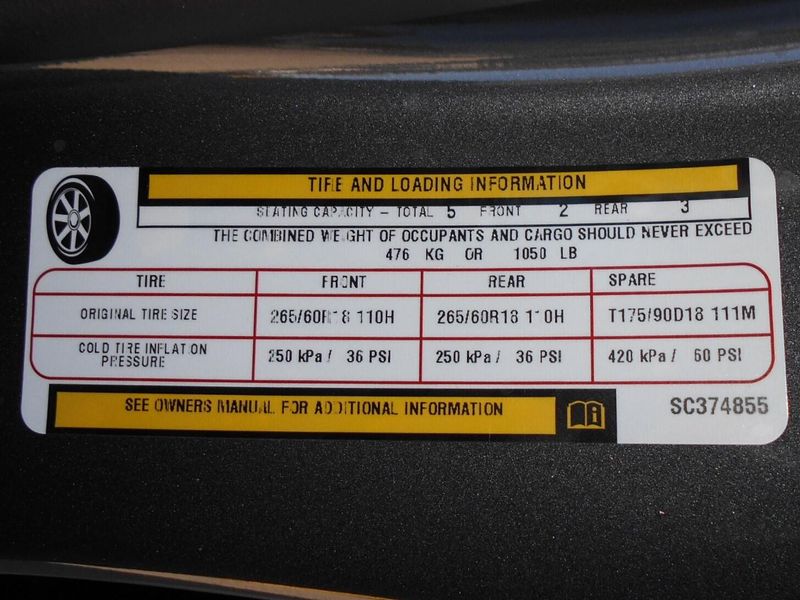 TIRE AND LOADING INFORMATION
SEATING CAPACITY – TOTAL 5 FRONT 2 REAR 3
THE COMBINED WEIGHT OF OCCUPANTS AND CARGO SHOULD NEVER EXCEED
476 KG OR 1050 LB
TIRE FRONT REAR SPARE
ORIGINAL TIRE SIZE 265/60R18 110H 265/60R18 110H T175/90D18 111M
COLD TIRE INFLATION PRESSURE 250 kPa / 36 PSI 250 kPa / 36 PSI 420 kPa / 60 PSI
SEE OWNERS MANUAL FOR ADDITIONAL INFORMATION
SC374855